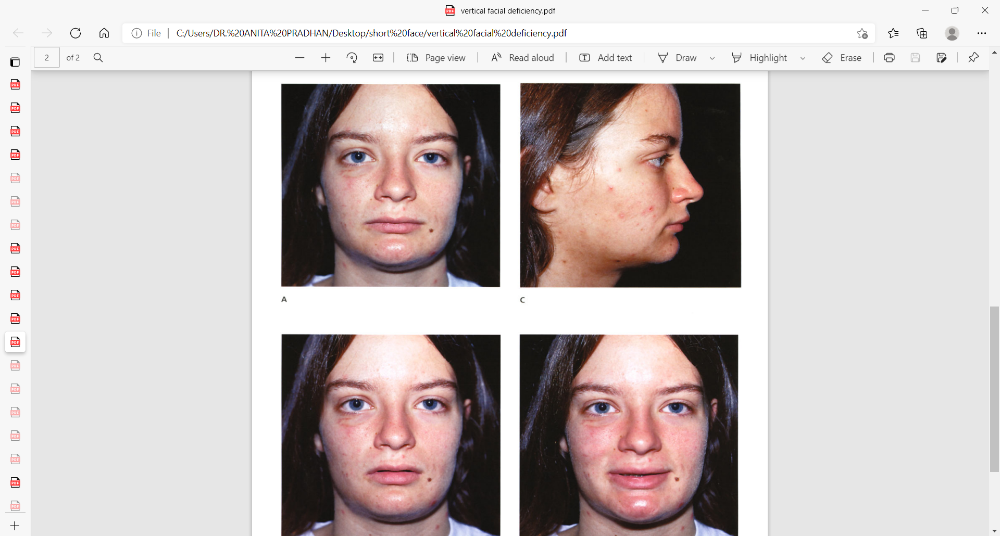 vertical facial deficiency.pdf
File C:/Users/DR.%20ANITA%20PRADHAN/Desktop/short%20face/vertical%20facial%20deficiency.pdf
2 of 2 Page view A Read aloud T Add text Draw Highlight Erase
A
C